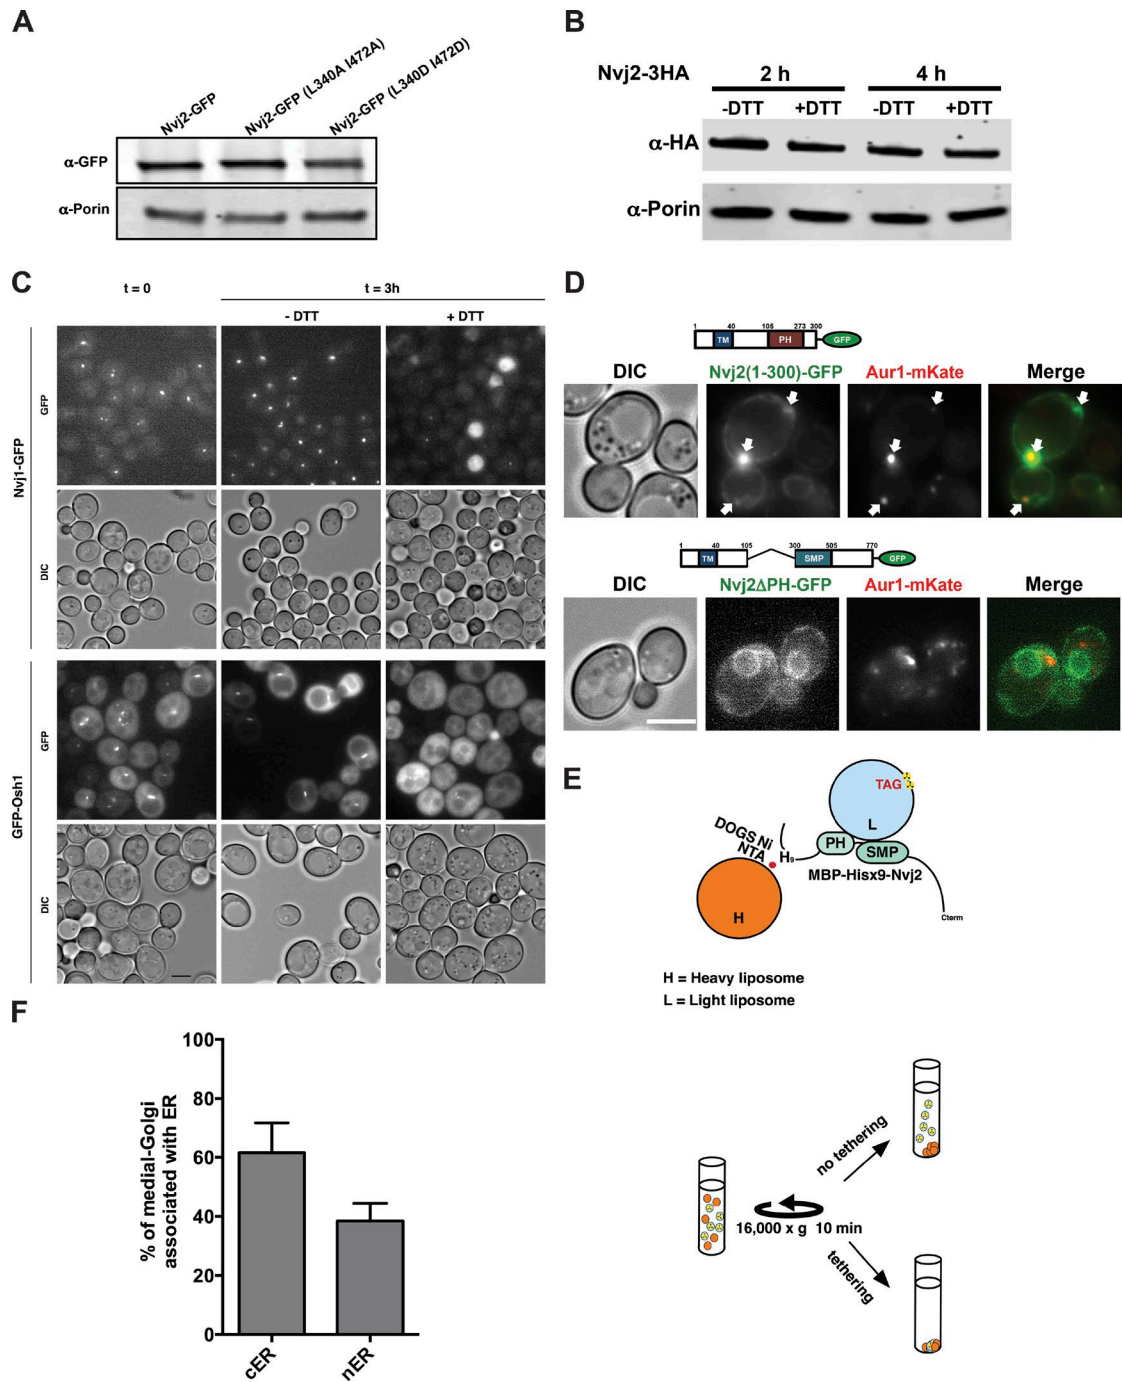 A
Nvj2-GFP
Nvj2-GFP (L340A I472A)
Nvj2-GFP (L340D I472D)
α-GFP
α-Porin
B
Nvj2-3HA
2 h
4 h
-DTT
+DTT
-DTT
+DTT
α-HA
α-Porin
C
t = 0
t = 3h
- DTT
+ DTT
Nvj1-GFP
GFP
DIC
GFP-Osh1
GFP
DIC
D
1 40 105 273 300
TM PH GFP
DIC
Nvj2(1-300)-GFP
Aur1-mKate
Merge
1 40 105 300 505 770
TM SMP GFP
DIC
Nvj2ΔPH-GFP
Aur1-mKate
Merge
E
TAG
L
DOGS Ni
NTA
H9
PH
SMP
MBP-Hisx9-Nvj2
H
Cterm
H = Heavy liposome
L = Light liposome
no tethering
16,000 x g 10 min
tethering
F
% of medial-Golgi
associated with ER
100
80
60
40
20
0
cER
nER